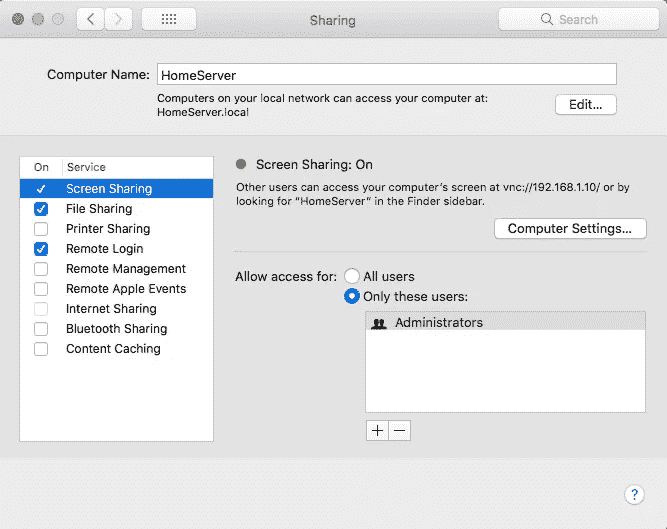 Sharing
Search
Computer Name:
HomeServer
Computers on your local network can access your computer at:
HomeServer.local
Edit...
On Service
Screen Sharing
File Sharing
Printer Sharing
Remote Login
Remote Management
Remote Apple Events
Internet Sharing
Bluetooth Sharing
Content Caching
Screen Sharing: On
Other users can access your computer’s screen at vnc://192.168.1.10/ or by
looking for “HomeServer” in the Finder sidebar.
Computer Settings...
Allow access for:
All users
Only these users:
Administrators
+ −
?